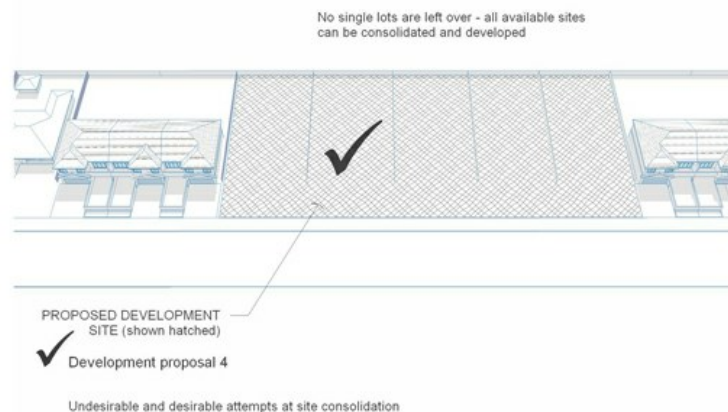 No single lots are left over - all available sites
can be consolidated and developed
PROPOSED DEVELOPMENT
SITE (shown hatched)
Development proposal 4
Undesirable and desirable attempts at site consolidation